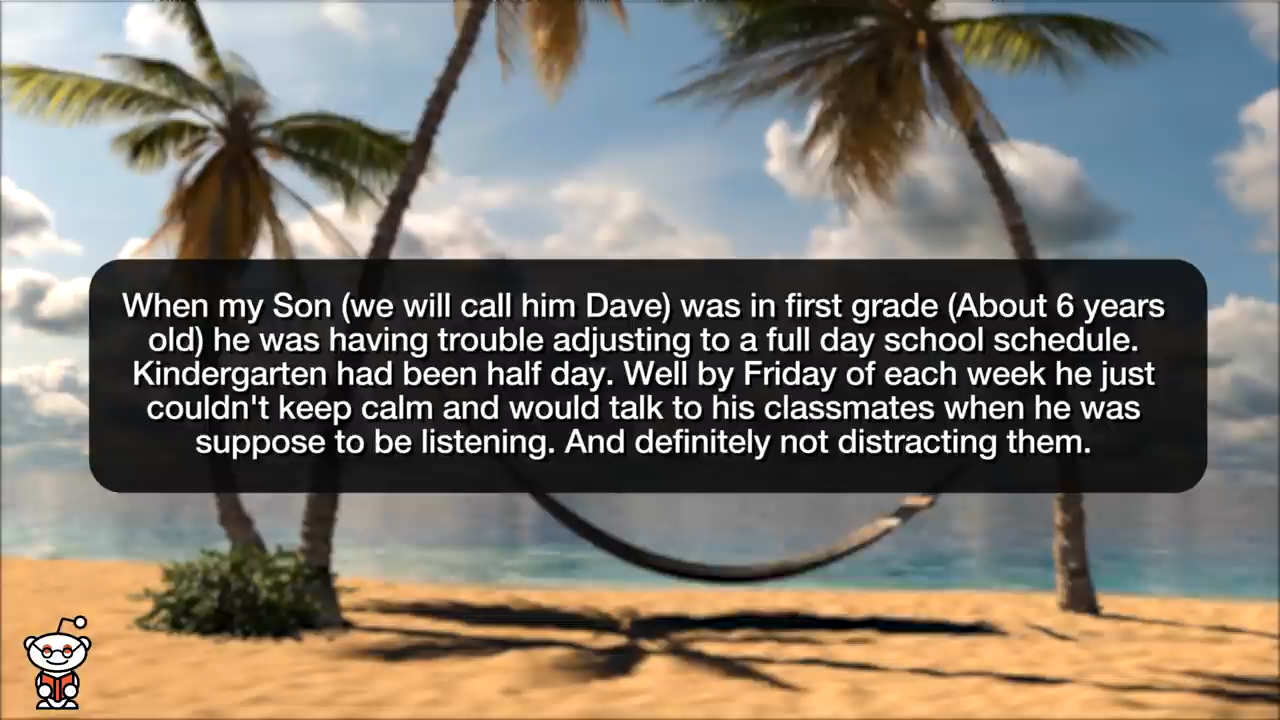 When my Son (we will call him Dave) was in first grade (About 6 years
old) he was having trouble adjusting to a full day school schedule.
Kindergarten had been half day. Well by Friday of each week he just
couldn't keep calm and would talk to his classmates when he was
suppose to be listening. And definitely not distracting them.